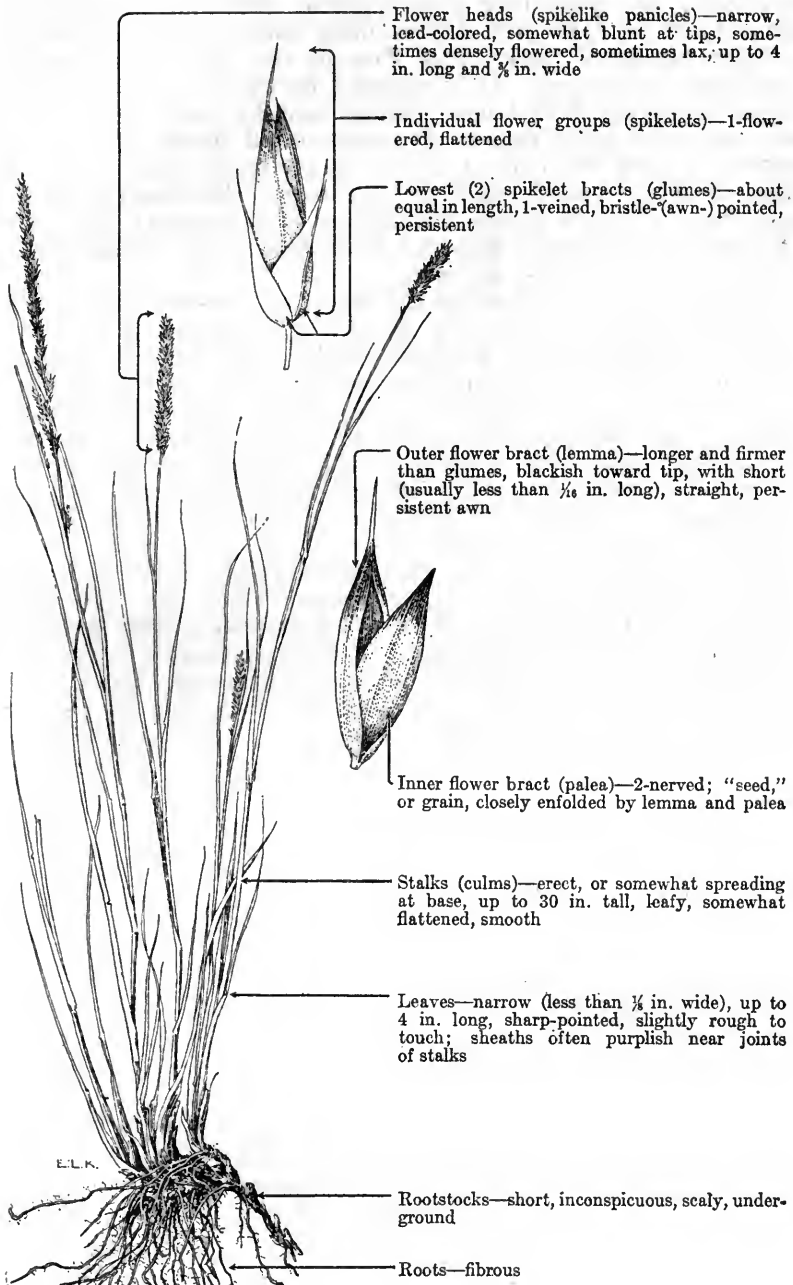 Flower heads (spikelike panicles)—narrow,
lead-colored, somewhat blunt at tips, some-
times densely flowered, sometimes lax, up to 4
in. long and ⅜ in. wide
Individual flower groups (spikelets)—1-flow-
ered, flattened
Lowest (2) spikelet bracts (glumes)—about
equal in length, 1-veined, bristle-(awn-) pointed,
persistent
Outer flower bract (lemma)—longer and firmer
than glumes, blackish toward tip, with short
(usually less than 1/16 in. long), straight, per-
sistent awn
Inner flower bract (palea)—2-nerved; "seed,"
or grain, closely enfolded by lemma and palea
Stalks (culms)—erect, or somewhat spreading
at base, up to 30 in. tall, leafy, somewhat
flattened, smooth
Leaves—narrow (less than ⅛ in. wide), up to
4 in. long, sharp-pointed, slightly rough to
touch; sheaths often purplish near joints
of stalks
E.L.K.
Rootstocks—short, inconspicuous, scaly, under-
ground
Roots—fibrous